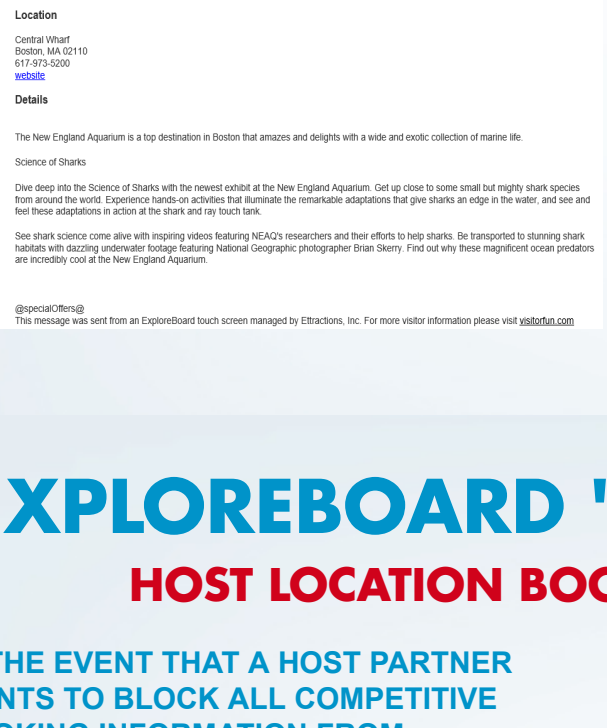 Location
Central Wharf
Boston, MA 02110
617-973-5200
website
Details
The New England Aquarium is a top destination in Boston that amazes and delights with a wide and exotic collection of marine life.
Science of Sharks
Dive deep into the Science of Sharks with the newest exhibit at the New England Aquarium. Get up close to some small but mighty shark species
from around the world. Experience hands-on activities that illuminate the remarkable adaptations that give sharks an edge in the water, and see and
feel these adaptations in action at the shark and ray touch tank.
See shark science come alive with inspiring videos featuring NEAQ's researchers and their efforts to help sharks. Be transported to stunning shark
habitats with dazzling underwater footage featuring National Geographic photographer Brian Skerry. Find out why these magnificent ocean predators
are incredibly cool at the New England Aquarium.
@specialOffers@
This message was sent from an ExploreBoard touch screen managed by Ettractions, Inc. For more visitor information please visit visitorfun.com
XPLOREBOARD '
HOST LOCATION BOO
THE EVENT THAT A HOST PARTNER
NTS TO BLOCK ALL COMPETITIVE
OKING INFORMATION FROM